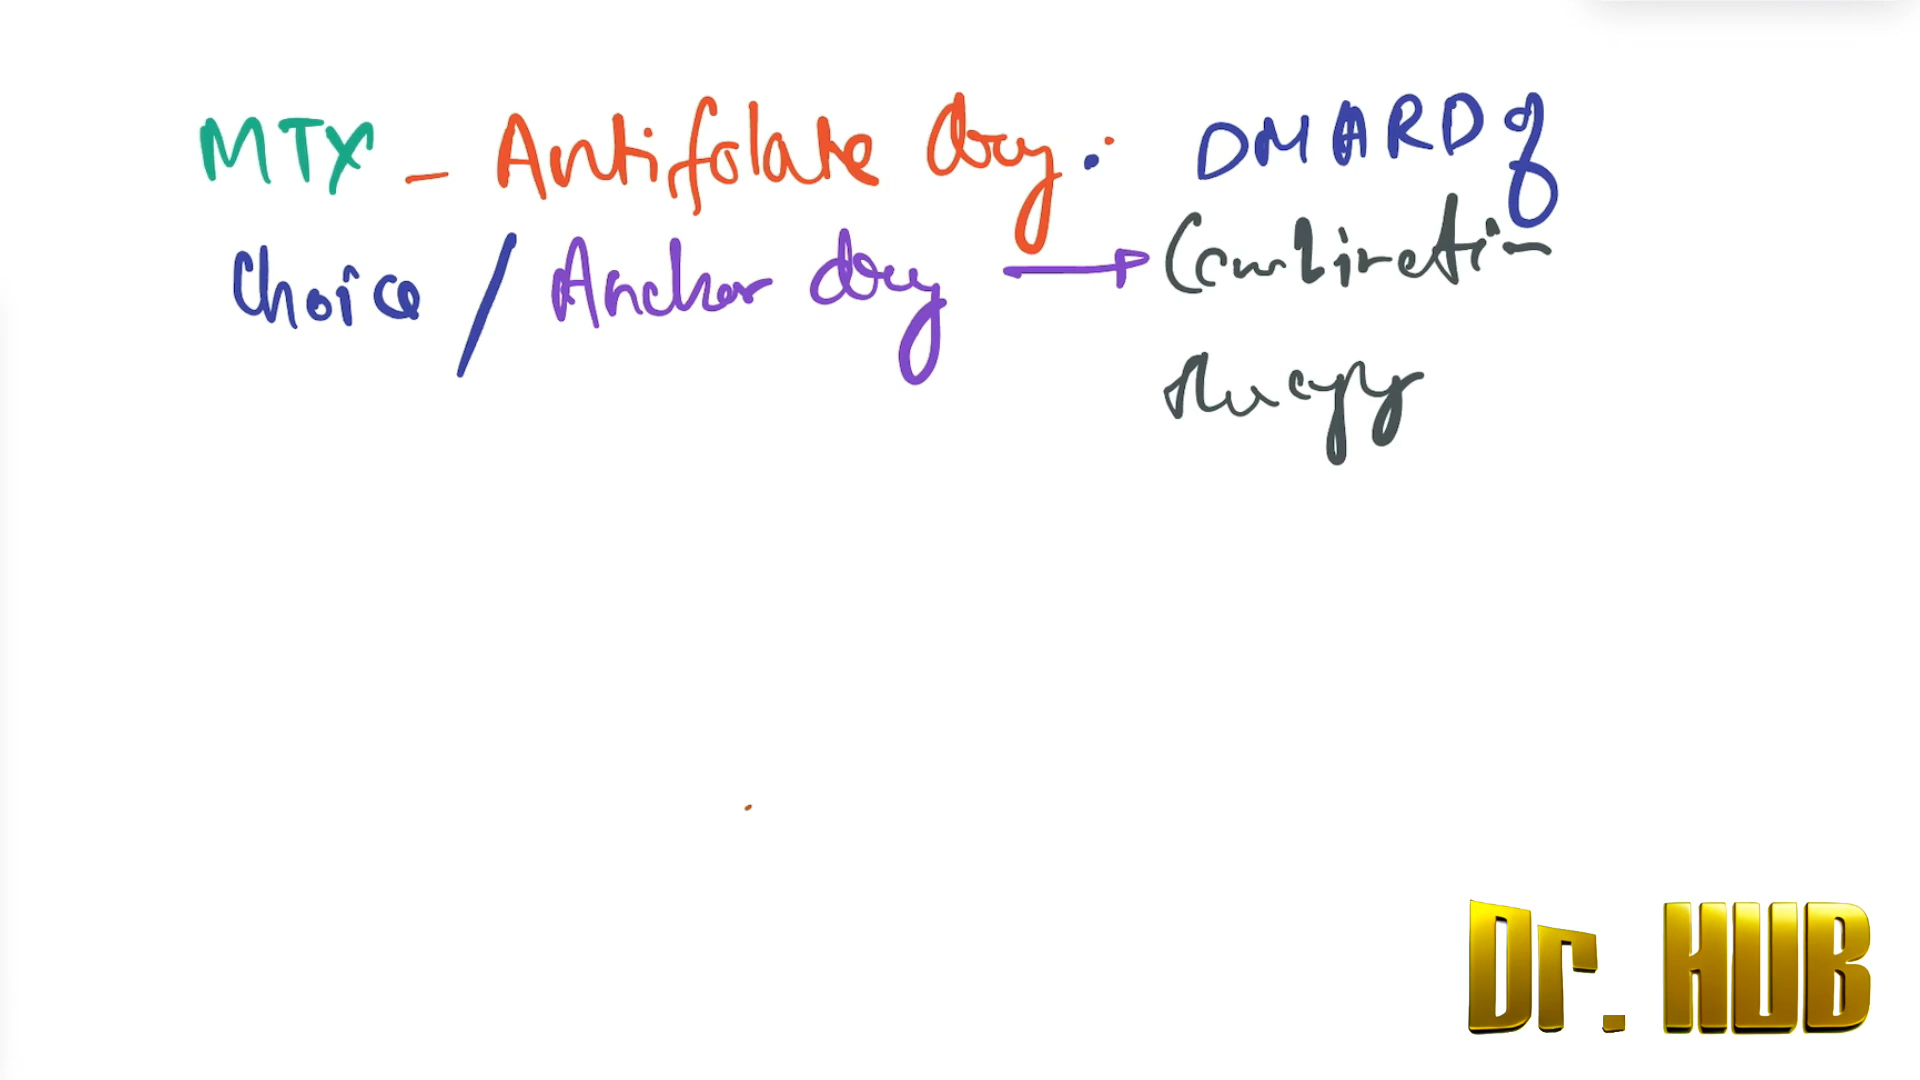 MTX - Antifolate drug. DMARD of
Choice / Anchor drug → Combination
therapy
Dr. HUB